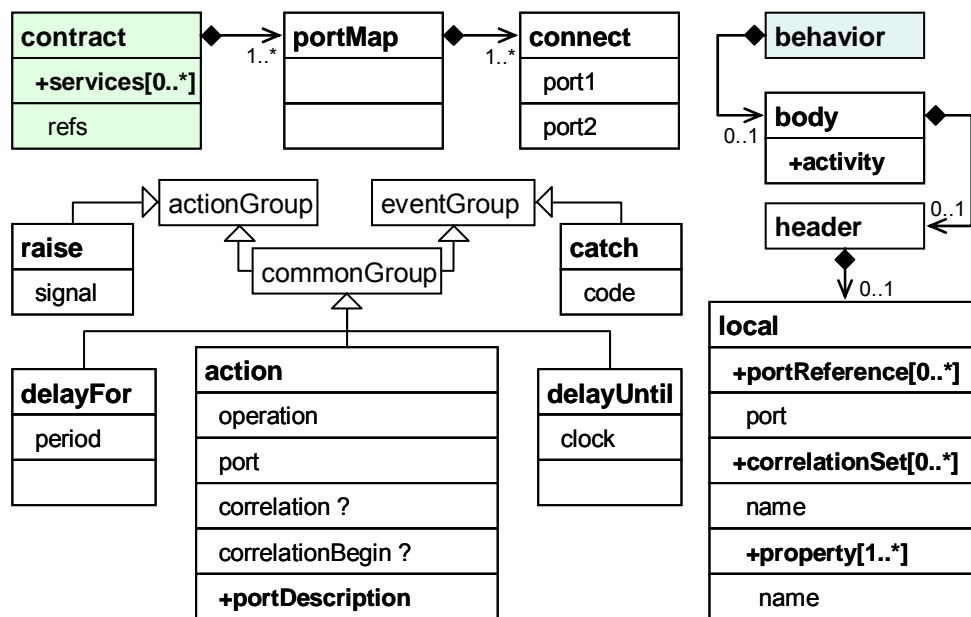 contract
+services[0..*]
refs
1..*
portMap
1..*
connect
port1
port2
behavior
0..1
body
+activity
0..1
header
0..1
actionGroup
eventGroup
commonGroup
raise
signal
catch
code
delayFor
period
action
operation
port
correlation ?
correlationBegin ?
+portDescription
delayUntil
clock
local
+portReference[0..*]
port
+correlationSet[0..*]
name
+property[1..*]
name